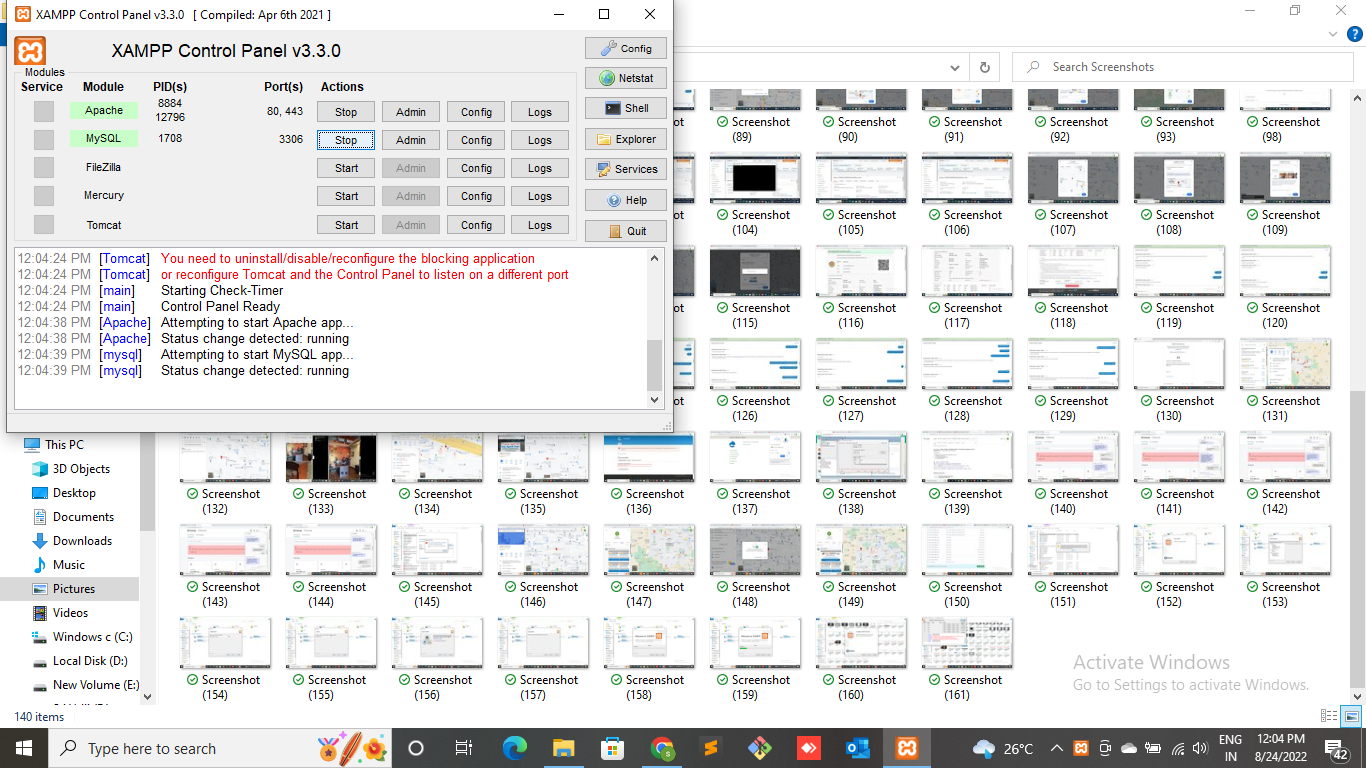 XAMPP Control Panel v3.3.0 [ Compiled: Apr 6th 2021 ]
XAMPP Control Panel v3.3.0
Config
Netstat
Shell
Explorer
Services
Help
Quit
Modules
Service Module PID(s) Port(s) Actions
Apache 8884 12796 80, 443 Stop Admin Config Logs
MySQL 1708 3306 Stop Admin Config Logs
FileZilla Start Admin Config Logs
Mercury Start Admin Config Logs
Tomcat Start Admin Config Logs
12:04:24 PM [Tomcat] You need to uninstall/disable/reconfigure the blocking application
12:04:24 PM [Tomcat] or reconfigure Tomcat and the Control Panel to listen on a different port
12:04:24 PM [main] Starting Check-Timer
12:04:24 PM [main] Control Panel Ready
12:04:38 PM [Apache] Attempting to start Apache app...
12:04:38 PM [Apache] Status change detected: running
12:04:39 PM [mysql] Attempting to start MySQL app...
12:04:39 PM [mysql] Status change detected: running
Search Screenshots
ot Screenshot Screenshot Screenshot Screenshot Screenshot Screenshot
(89) (90) (91) (92) (93) (98)
ot Screenshot Screenshot Screenshot Screenshot Screenshot Screenshot
(104) (105) (106) (107) (108) (109)
ot Screenshot Screenshot Screenshot Screenshot Screenshot Screenshot
(115) (116) (117) (118) (119) (120)
ot Screenshot Screenshot Screenshot Screenshot Screenshot Screenshot
(126) (127) (128) (129) (130) (131)
Screenshot Screenshot Screenshot Screenshot Screenshot Screenshot Screenshot Screenshot Screenshot Screenshot Screenshot
(132) (133) (134) (135) (136) (137) (138) (139) (140) (141) (142)
Screenshot Screenshot Screenshot Screenshot Screenshot Screenshot Screenshot Screenshot Screenshot Screenshot Screenshot
(143) (144) (145) (146) (147) (148) (149) (150) (151) (152) (153)
Screenshot Screenshot Screenshot Screenshot Screenshot Screenshot Screenshot Screenshot
(154) (155) (156) (157) (158) (159) (160) (161)
This PC
3D Objects
Desktop
Documents
Downloads
Music
Pictures
Videos
Windows c (C:)
Local Disk (D:)
New Volume (E:)
Activate Windows
Go to Settings to activate Windows.
140 items
Type here to search
26°C
ENG
IN
12:04 PM
8/24/2022
42